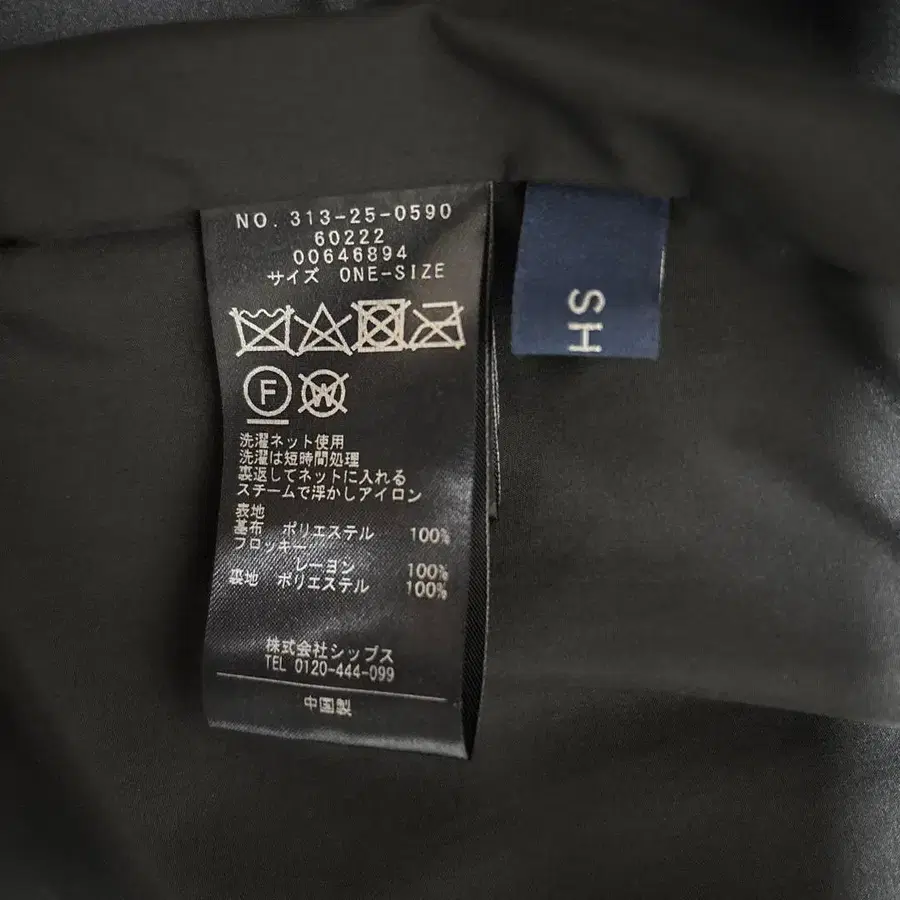 NO. 313-25-0590
60222
00646894
サイズ ONE-SIZE
F
W
洗濯ネット使用
洗濯は短時間処理
裏返してネットに入れる
スチームで浮かしアイロン
表地
基布 ポリエステル 100%
フロッキー
レーヨン 100%
裏地 ポリエステル 100%
株式会社シップス
TEL 0120-444-099
中国製
SH